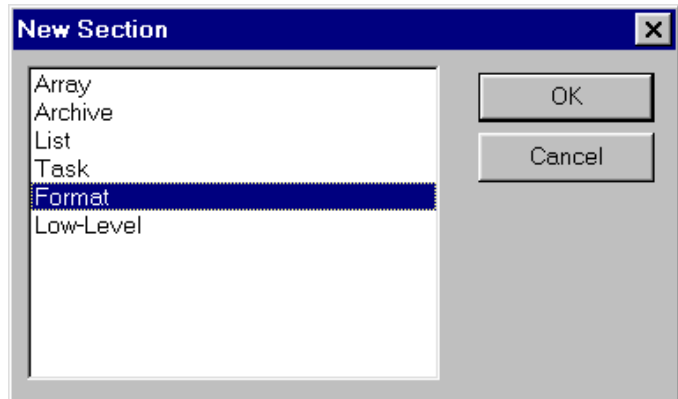 New Section
Array
Archive
List
Task
Format
Low-Level
OK
Cancel